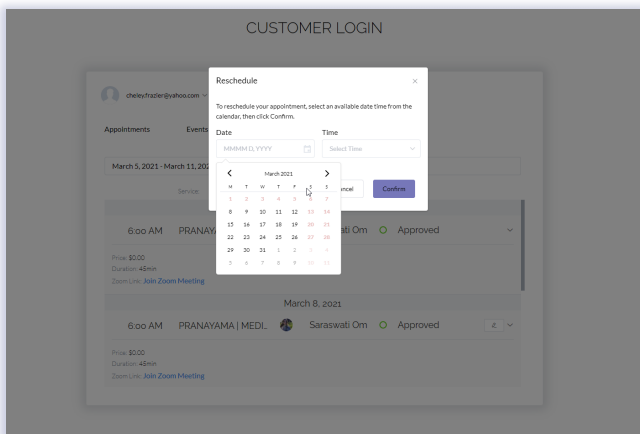 CUSTOMER LOGIN
cheley.frazier@yahoo.com
Appointments Events
March 5, 2021 - March 11, 202
Service:
Reschedule ×
To reschedule your appointment, select an available date time from the
calendar, then click Confirm.
Date Time
MMMM D, YYYY Select Time
March 2021
M T W T F S S
1 2 3 4 5 6 7
8 9 10 11 12 13 14
15 16 17 18 19 20 21
22 23 24 25 26 27 28
29 30 31 1 2 3 4
5 6 7 8 9 10 11
ncel Confirm
6:00 AM PRANAYA ati Om Approved
Price: $0.00
Duration: 45min
Zoom Link: Join Zoom Meeting
March 8, 2021
6:00 AM PRANAYAMA | MEDI... Saraswati Om Approved
Price: $0.00
Duration: 45min
Zoom Link: Join Zoom Meeting